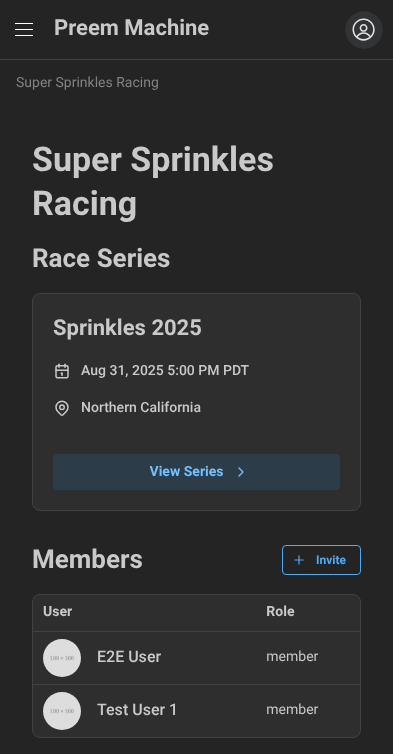 Preem Machine
Super Sprinkles Racing
Super Sprinkles
Racing
Race Series
Sprinkles 2025
Aug 31, 2025 5:00 PM PDT
Northern California
View Series
Members
Invite
User Role
100 × 100 E2E User member
100 × 100 Test User 1 member